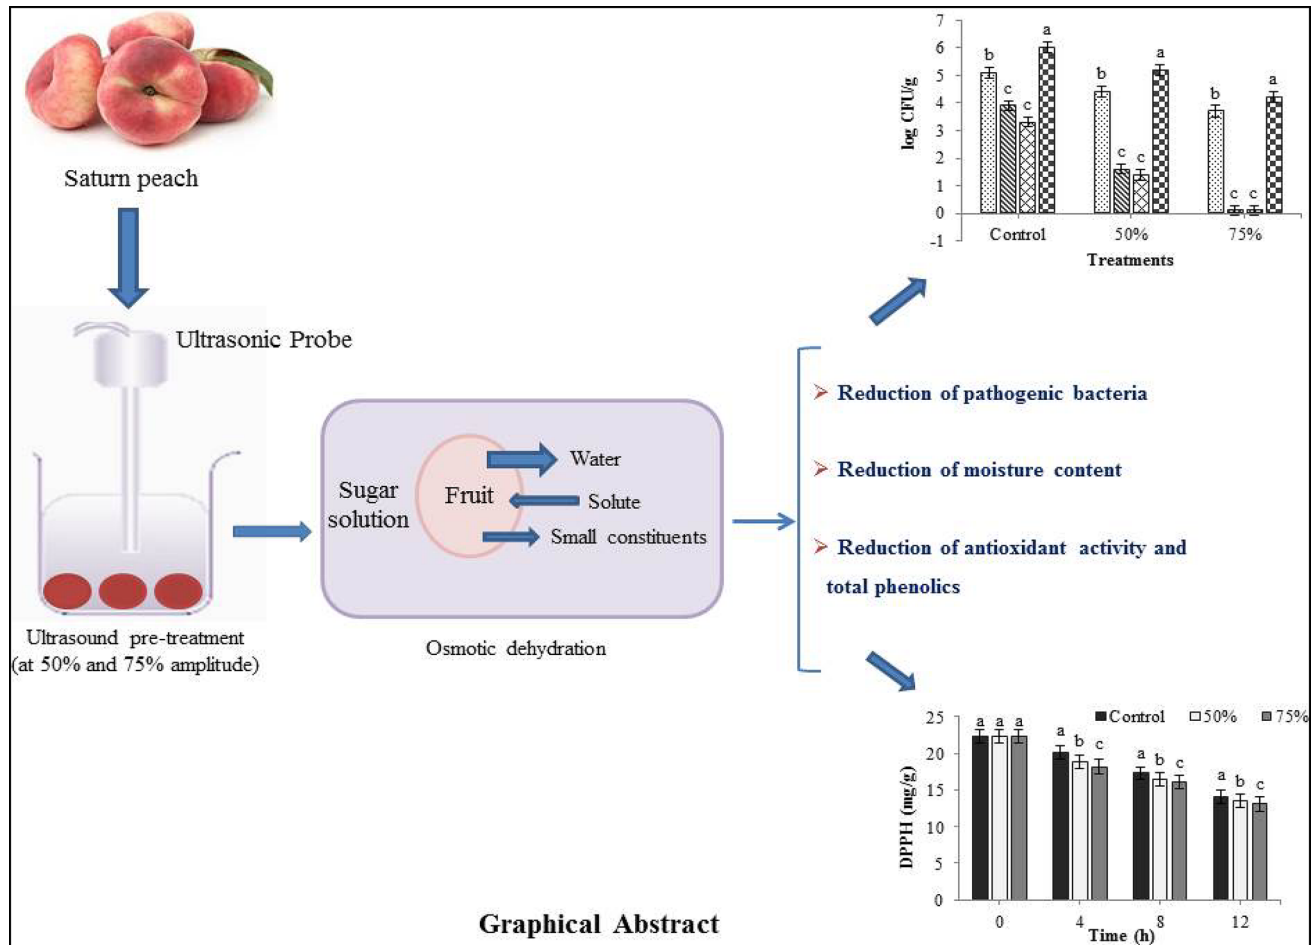 Saturn peach
Ultrasonic Probe
Ultrasound pre-treatment
(at 50% and 75% amplitude)
Sugar
solution
Fruit
Water
Solute
Small constituents
Osmotic dehydration
➢ Reduction of pathogenic bacteria
➢ Reduction of moisture content
➢ Reduction of antioxidant activity and
total phenolics
log CFU/g
7
6
5
4
3
2
1
0
-1
b c c a
b c c a
b c c a
Control 50% 75%
Treatments
DPPH (mg/g)
25
20
15
10
5
0
Control 50% 75%
a a a
a b c
a b c
a b c
0 4 8 12
Time (h)
Graphical Abstract